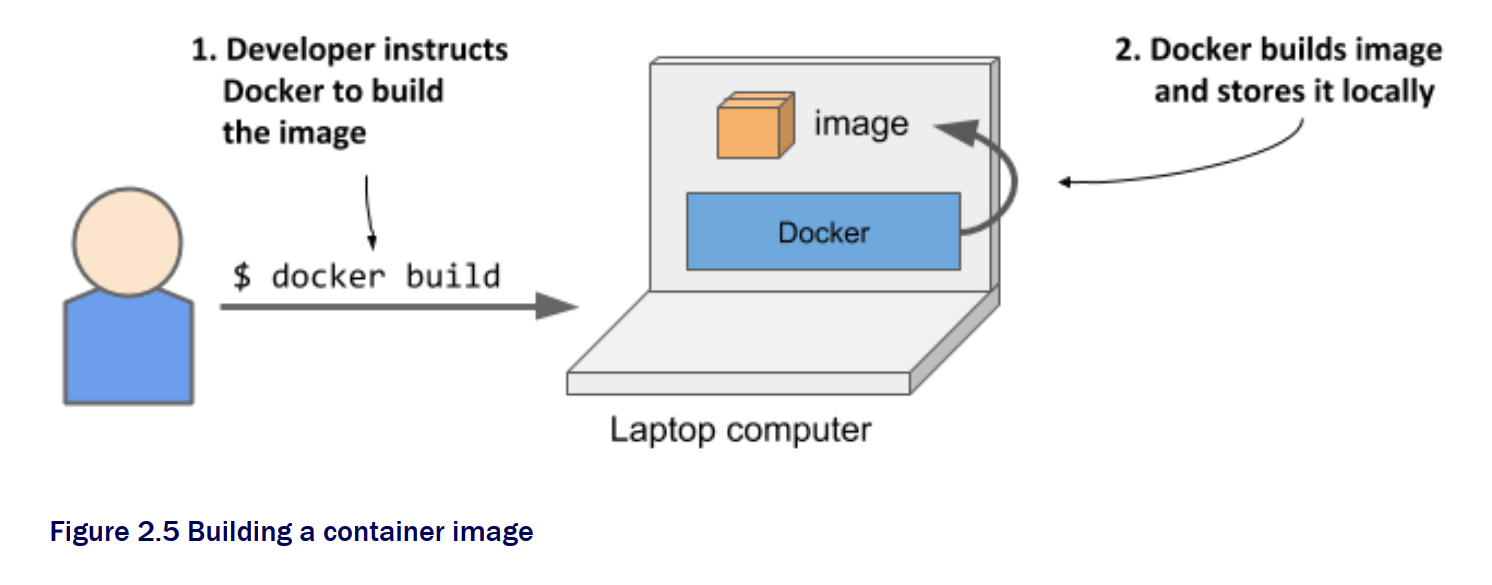 1. Developer instructs
Docker to build
the image
2. Docker builds image
and stores it locally
image
Docker
$ docker build
Laptop computer
Figure 2.5 Building a container image